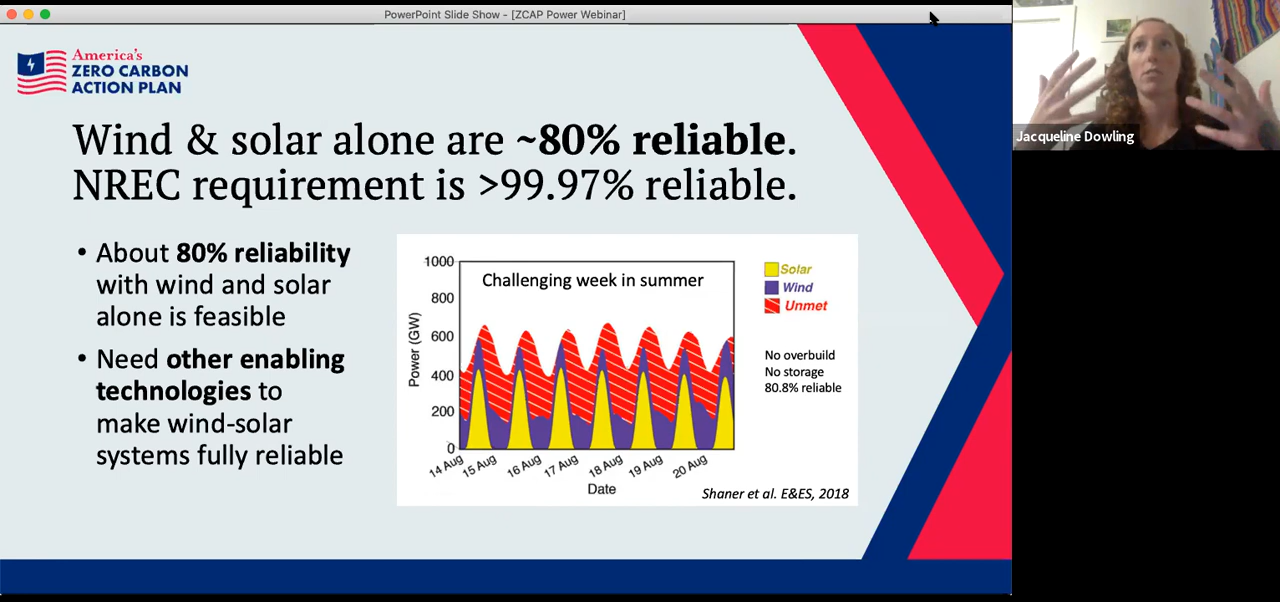 PowerPoint Slide Show - [ZCAP Power Webinar]
America's
ZERO CARBON
ACTION PLAN
Wind & solar alone are ~80% reliable.
NREC requirement is >99.97% reliable.
• About 80% reliability
with wind and solar
alone is feasible
• Need other enabling
technologies to
make wind-solar
systems fully reliable
Challenging week in summer
Power (GW)
1000
800
600
400
200
0
14 Aug
15 Aug
16 Aug
17 Aug
18 Aug
19 Aug
20 Aug
Date
Solar
Wind
Unmet
No overbuild
No storage
80.8% reliable
Shaner et al. E&ES, 2018
Jacqueline Dowling